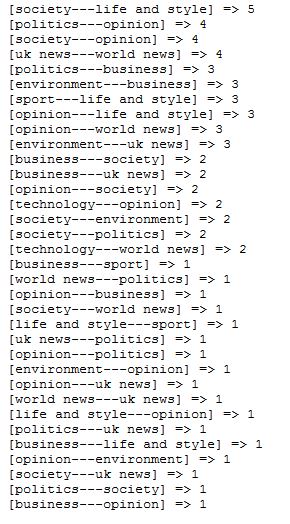 [society---life and style] => 5
[politics---opinion] => 4
[society---opinion] => 4
[uk news---world news] => 4
[politics---business] => 3
[environment---business] => 3
[sport---life and style] => 3
[opinion---life and style] => 3
[opinion---world news] => 3
[environment---uk news] => 3
[business---society] => 2
[business---uk news] => 2
[opinion---society] => 2
[technology---opinion] => 2
[society---environment] => 2
[society---politics] => 2
[technology---world news] => 2
[business---sport] => 1
[world news---politics] => 1
[opinion---business] => 1
[society---world news] => 1
[life and style---sport] => 1
[uk news---politics] => 1
[opinion---politics] => 1
[environment---opinion] => 1
[opinion---uk news] => 1
[world news---uk news] => 1
[life and style---opinion] => 1
[politics---uk news] => 1
[business---life and style] => 1
[opinion---environment] => 1
[society---uk news] => 1
[politics---society] => 1
[business---opinion] => 1